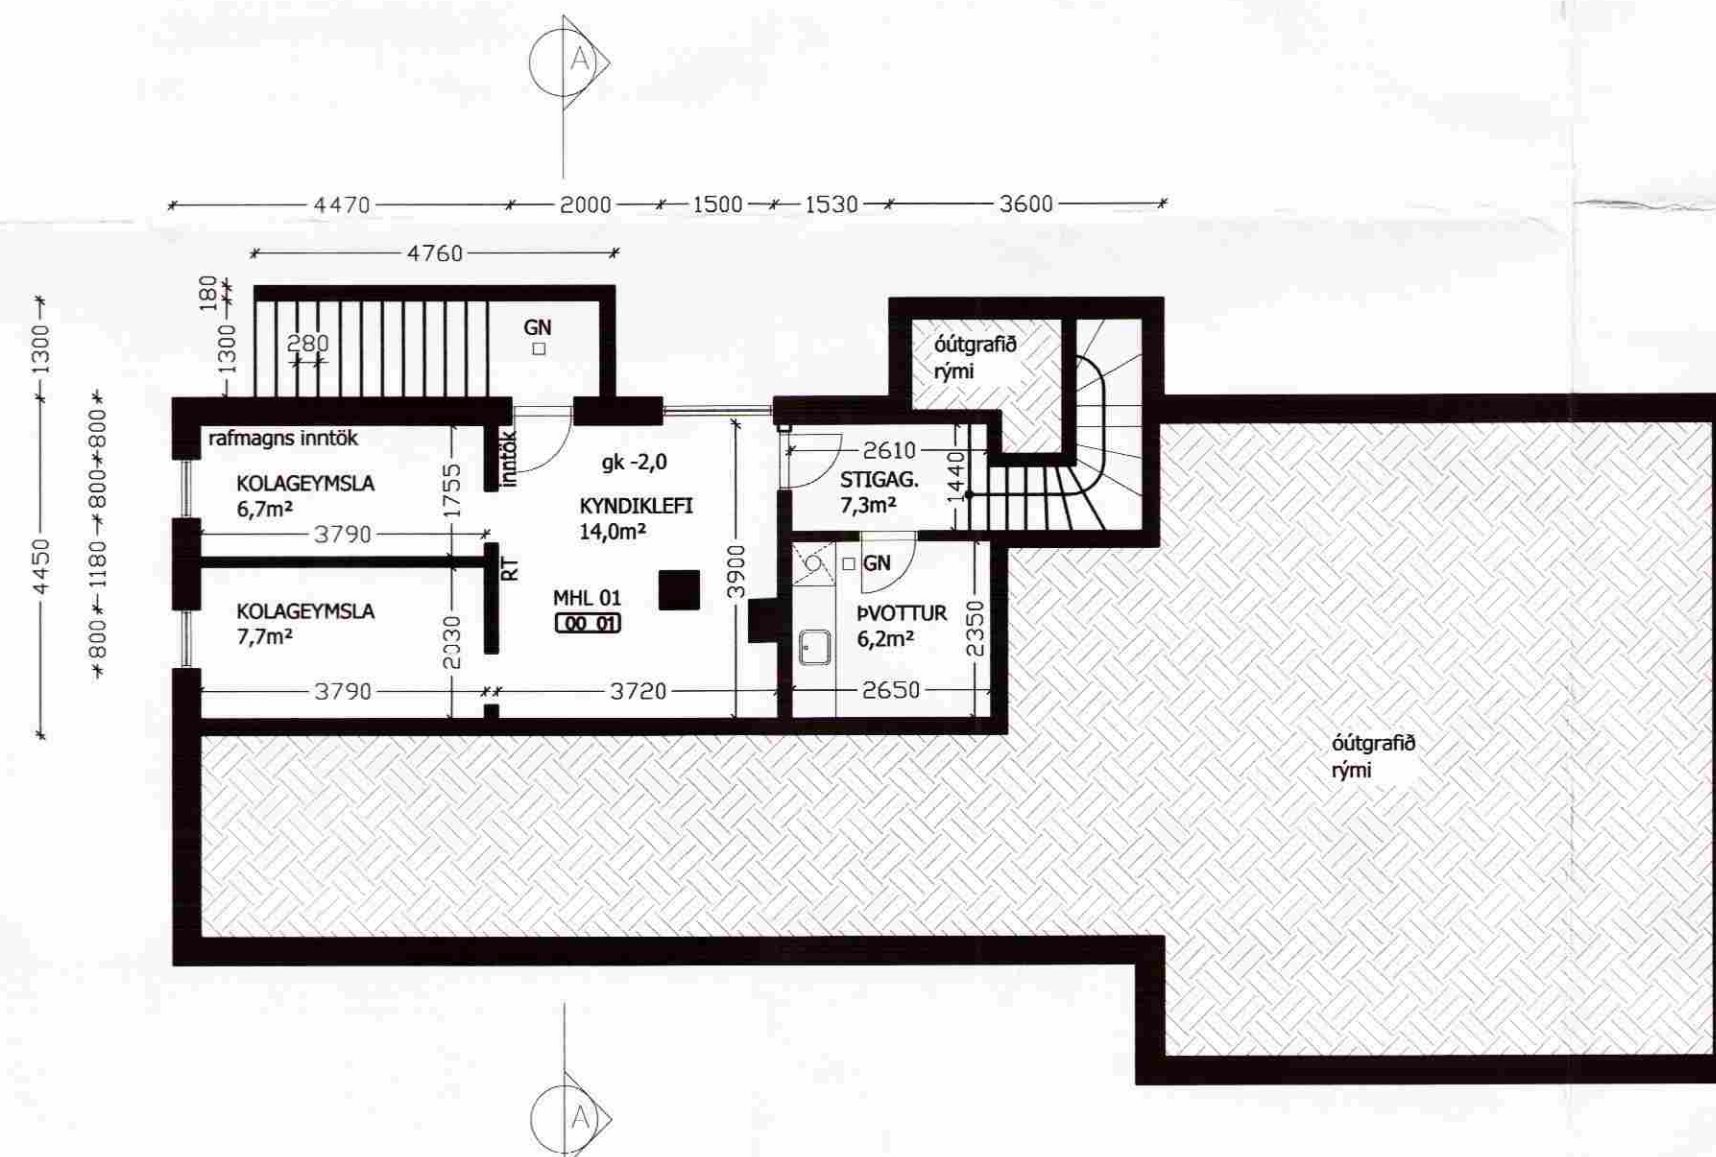 A
4470
2000
1500
1530
3600
4760
180
1300
1300
280
GN
óútgrafið
rými
800
800
1180
800
4450
rafmagns inntök
inntök
KOLAGEYMSLA
6,7m²
1755
3790
gk -2,0
KYNDIKLEFI
14,0m²
3900
2610
STIGAG.
7,3m²
1440
RT
GN
MHL 01
00 01
KOLAGEYMSLA
7,7m²
2030
3790
3720
ÞVOTTUR
6,2m²
2350
2650
óútgrafið
rými
A